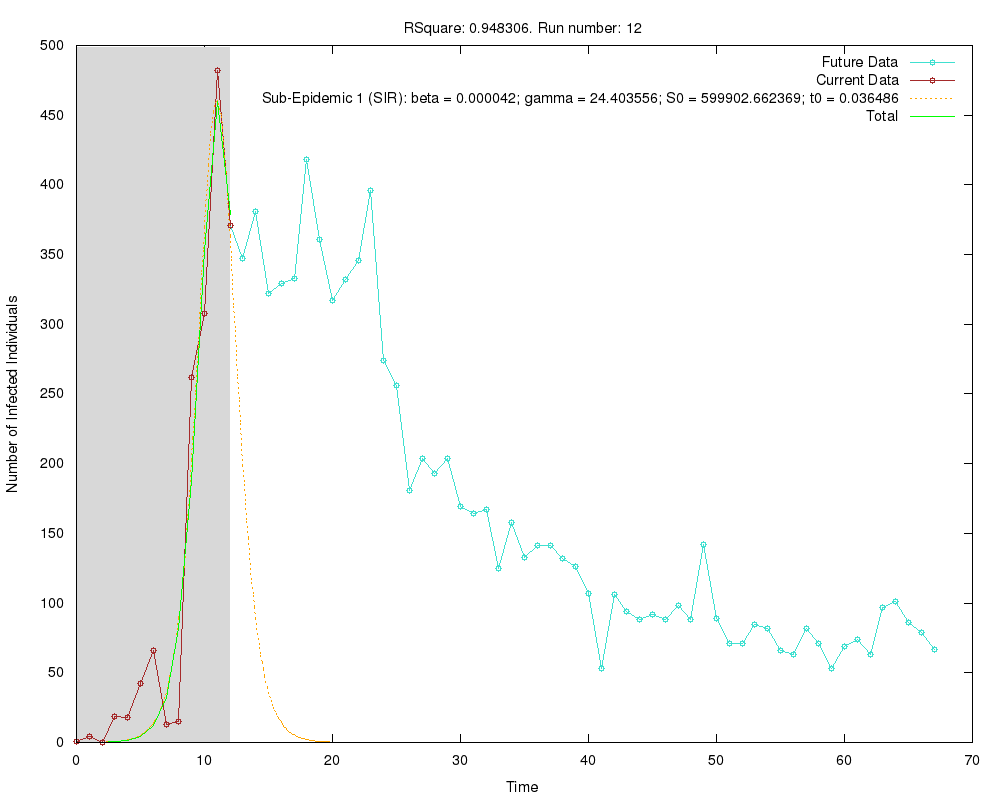 RSquare: 0.948306. Run number: 12
Future Data
Current Data
Sub-Epidemic 1 (SIR): beta = 0.000042; gamma = 24.403556; S0 = 599902.662369; t0 = 0.036486
Total
500
450
400
350
300
250
200
150
100
50
0
Number of Infected Individuals
0 10 20 30 40 50 60 70
Time